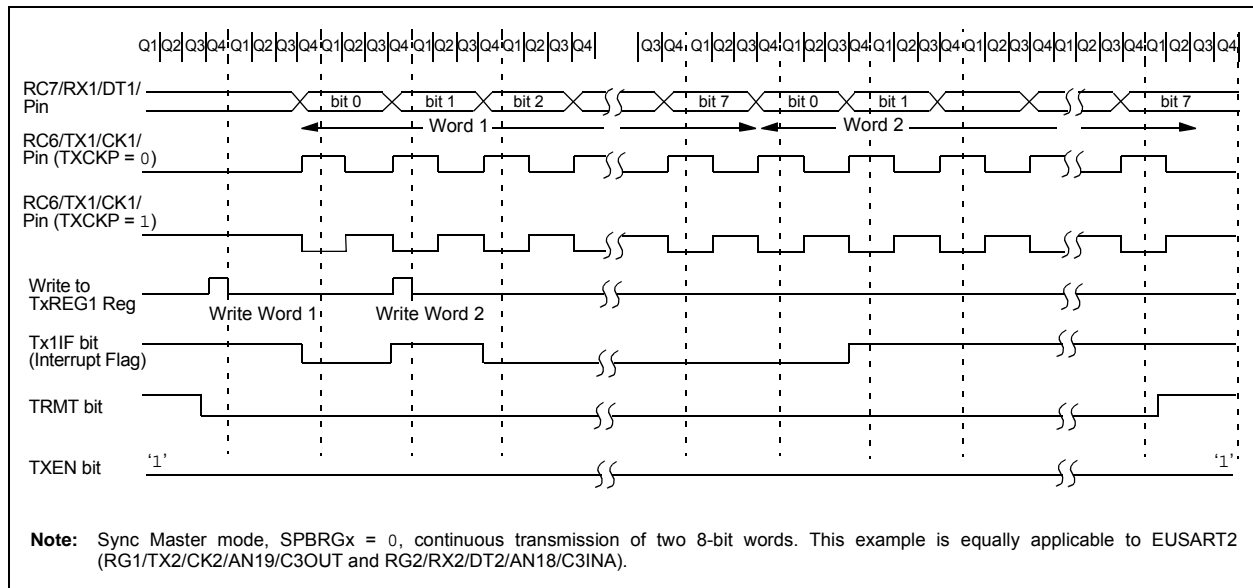 Q1 Q2 Q3 Q4 Q1 Q2 Q3 Q4 Q1 Q2 Q3 Q4 Q1 Q2 Q3 Q4 Q1 Q2 Q3 Q4 Q3 Q4 Q1 Q2 Q3 Q4 Q1 Q2 Q3 Q4 Q1 Q2 Q3 Q4 Q1 Q2 Q3 Q4 Q1 Q2 Q3 Q4 Q1 Q2 Q3 Q4
RC7/RX1/DT1/
Pin
bit 0 bit 1 bit 2 bit 7 bit 0 bit 1 bit 7
Word 1 Word 2
RC6/TX1/CK1/
Pin (TXCKP = 0)
RC6/TX1/CK1/
Pin (TXCKP = 1)
Write to
TxREG1 Reg
Write Word 1 Write Word 2
Tx1IF bit
(Interrupt Flag)
TRMT bit
TXEN bit
‘1’ ‘1’
Note: Sync Master mode, SPBRGx = 0, continuous transmission of two 8-bit words. This example is equally applicable to EUSART2
(RG1/TX2/CK2/AN19/C3OUT and RG2/RX2/DT2/AN18/C3INA).